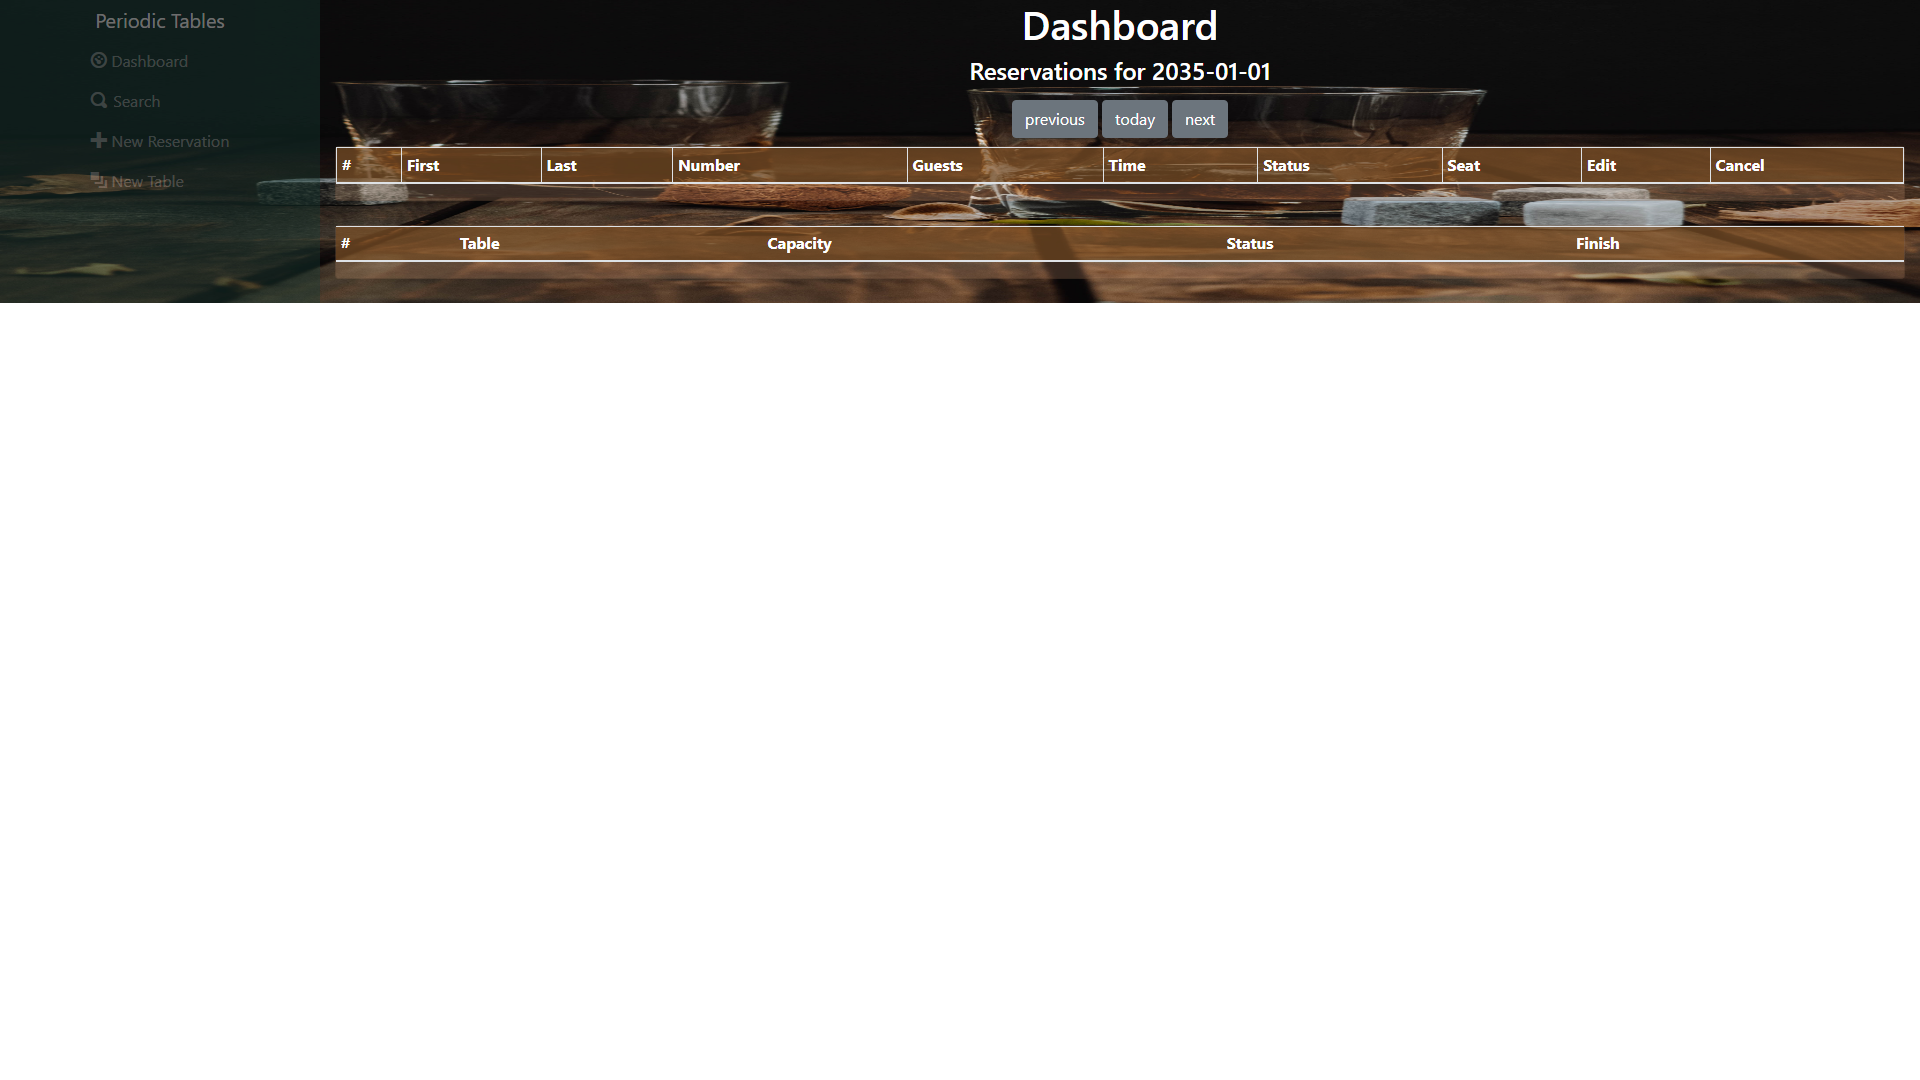 Periodic Tables
Dashboard
Search
New Reservation
New Table
Dashboard
Reservations for 2035-01-01
previous today next
# First Last Number Guests Time Status Seat Edit Cancel
# Table Capacity Status Finish